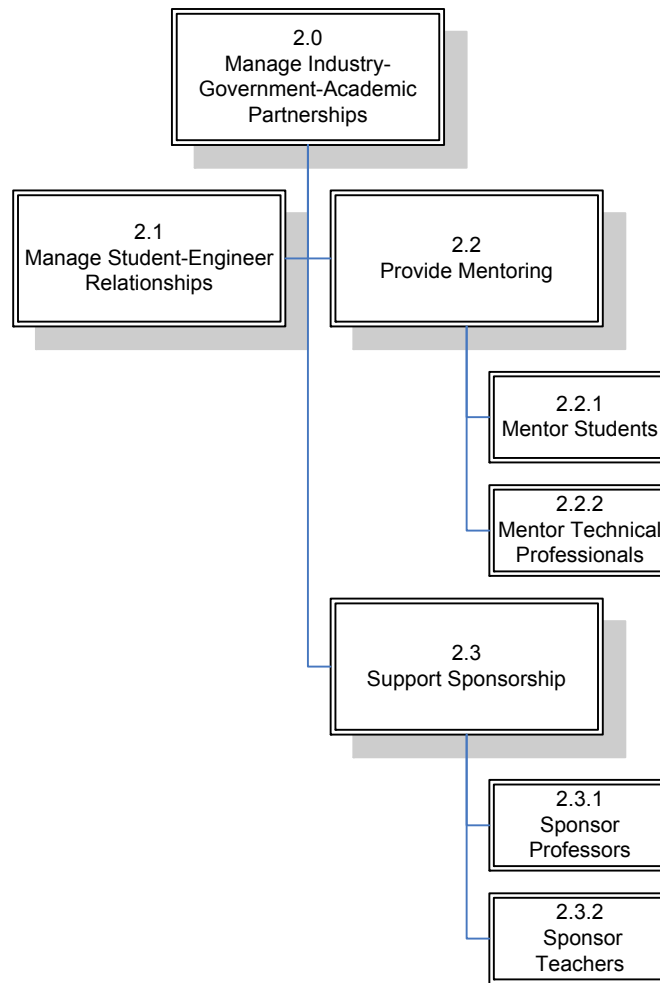 2.0
Manage Industry-
Government-Academic
Partnerships
2.1
Manage Student-Engineer
Relationships
2.2
Provide Mentoring
2.2.1
Mentor Students
2.2.2
Mentor Technical
Professionals
2.3
Support Sponsorship
2.3.1
Sponsor
Professors
2.3.2
Sponsor
Teachers